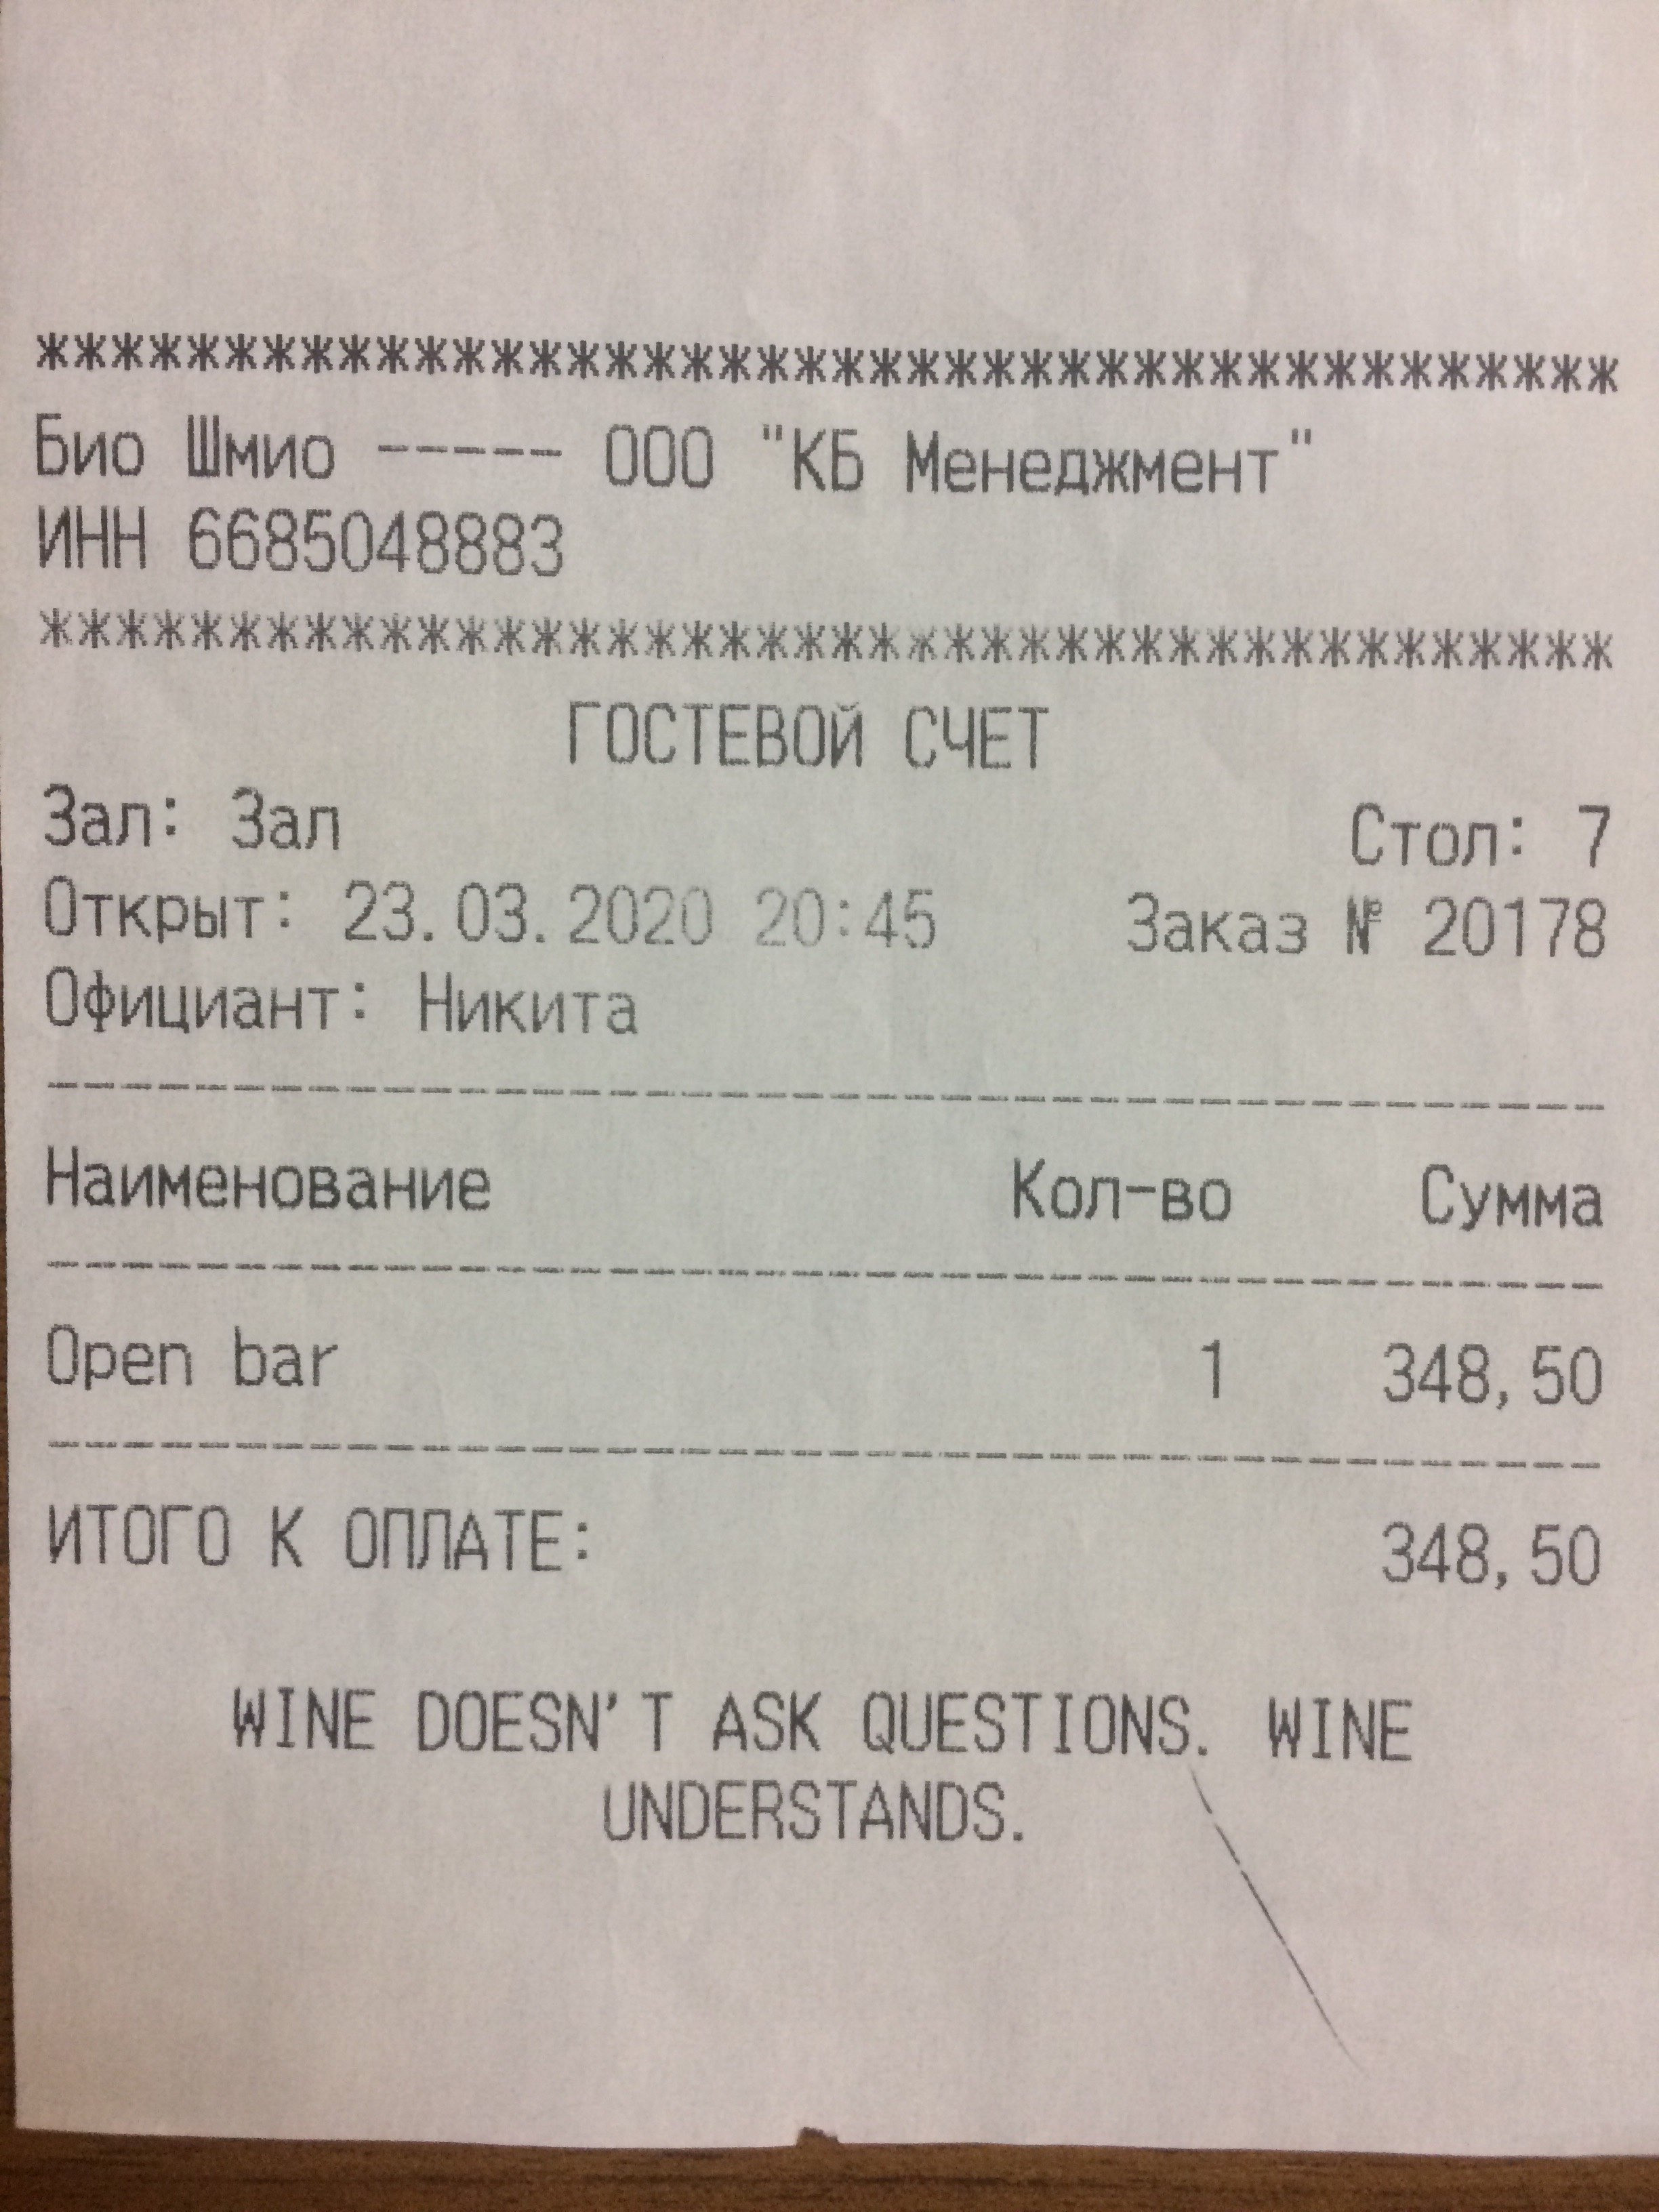 жжжжжжжжжжжжжжжжжжжжжжжжжжжжжжжжжжжжжжжжжж
Био Шмио ----- ООО "КБ Менеджмент"
ИНН 6685048883
жжжжжжжжжжжжжжжжжжжжжжжжжжжжжжжжжжжжжжжжжж
ГОСТЕВОЙ СЧЕТ
Зал: Зал Стол: 7
Открыт: 23.03.2020 20:45 Заказ № 20178
Официант: Никита
------------------------------------------
Наименование Кол-во Сумма
------------------------------------------
Open bar 1 348,50
------------------------------------------
ИТОГО К ОПЛАТЕ: 348,50
WINE DOESN'T ASK QUESTIONS. WINE
UNDERSTANDS.